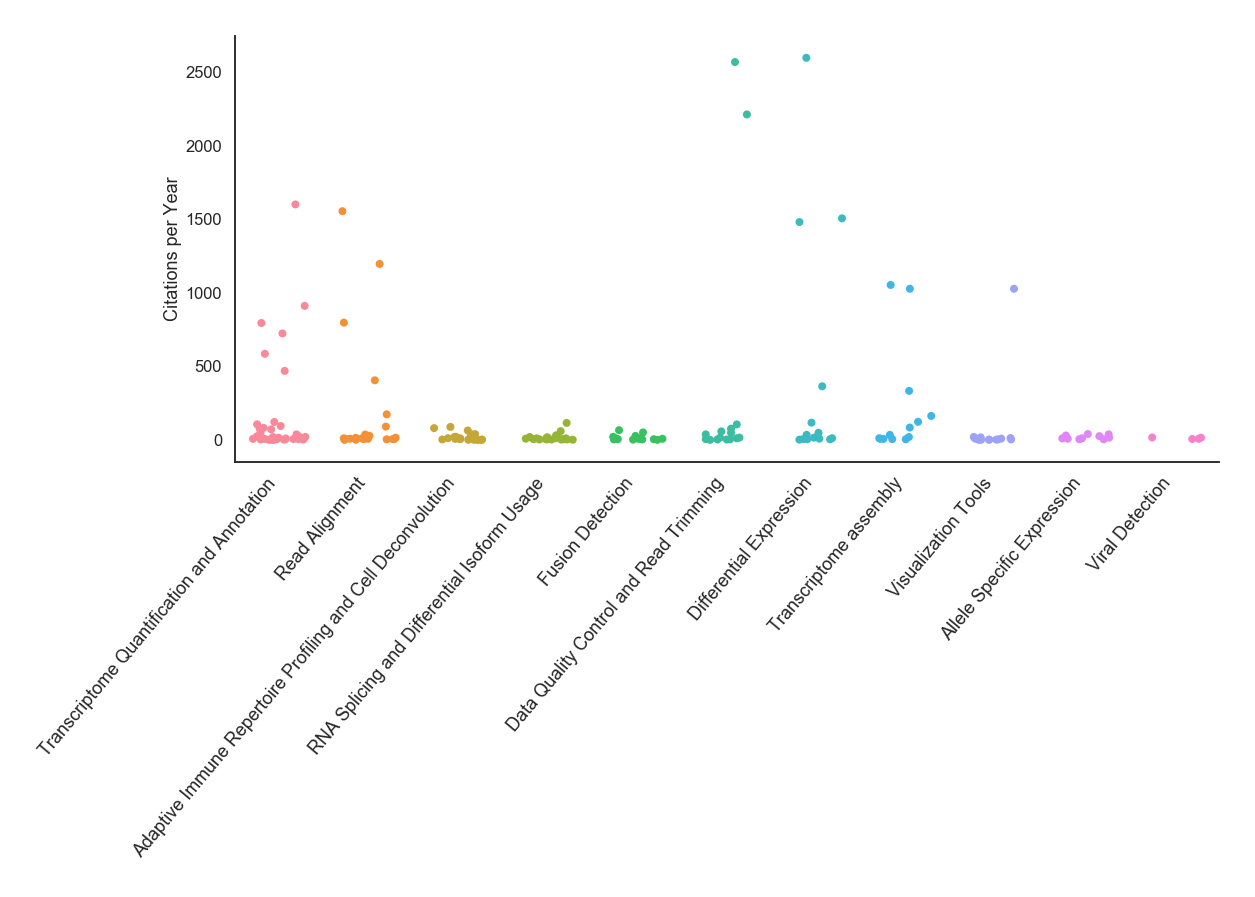 2500
2000
1500
1000
500
0
Citations per Year
Transcriptome Quantification and Annotation
Read Alignment
Adaptive Immune Repertoire Profiling and Cell Deconvolution
RNA Splicing and Differential Isoform Usage
Fusion Detection
Data Quality Control and Read Trimming
Differential Expression
Transcriptome assembly
Visualization Tools
Allele Specific Expression
Viral Detection